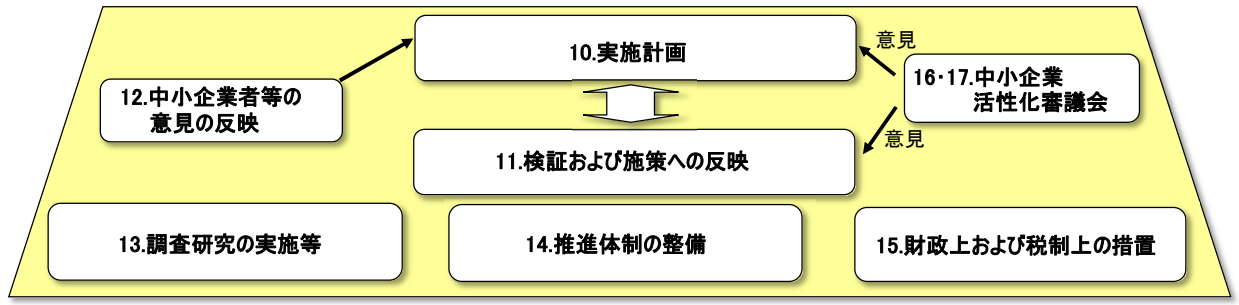 10.実施計画
意見
16・17.中小企業
活性化審議会
12.中小企業者等の
意見の反映
意見
11.検証および施策への反映
13.調査研究の実施等
14.推進体制の整備
15.財政上および税制上の措置